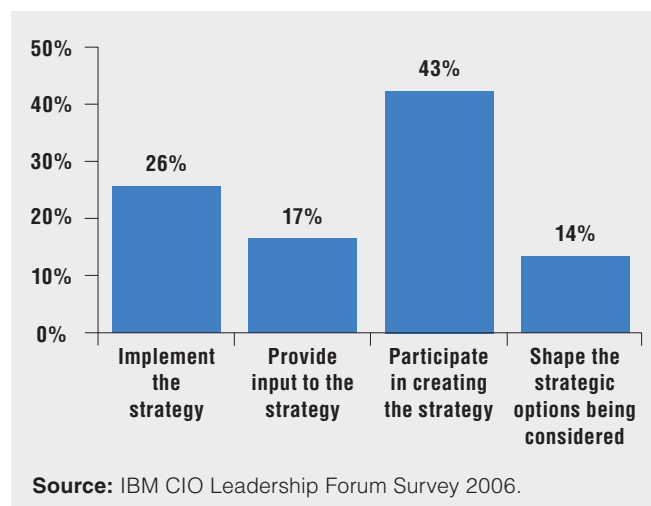 50%
43%
40%
30%
26%
20%
17%
14%
10%
0%
Implement
the
strategy
Provide
input to the
strategy
Participate
in creating
the strategy
Shape the
strategic
options being
considered
Source: IBM CIO Leadership Forum Survey 2006.